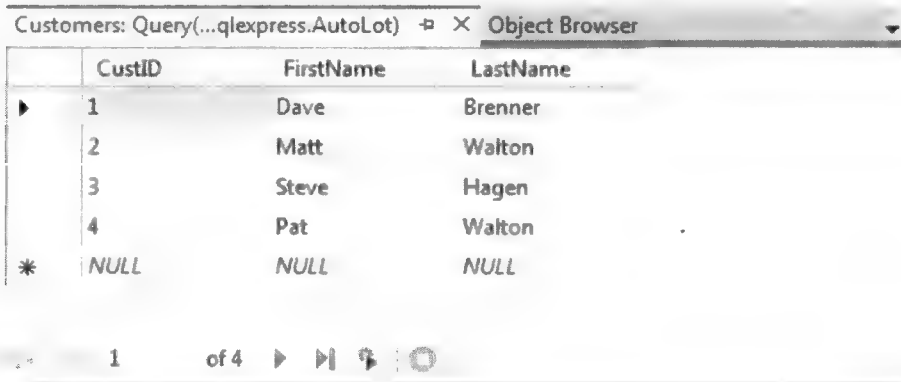 Customers: Query(...qlexpress.AutoLot) Object Browser
CustID FirstName LastName
1 Dave Brenner
2 Matt Walton
3 Steve Hagen
4 Pat Walton
NULL NULL NULL
1 of 4